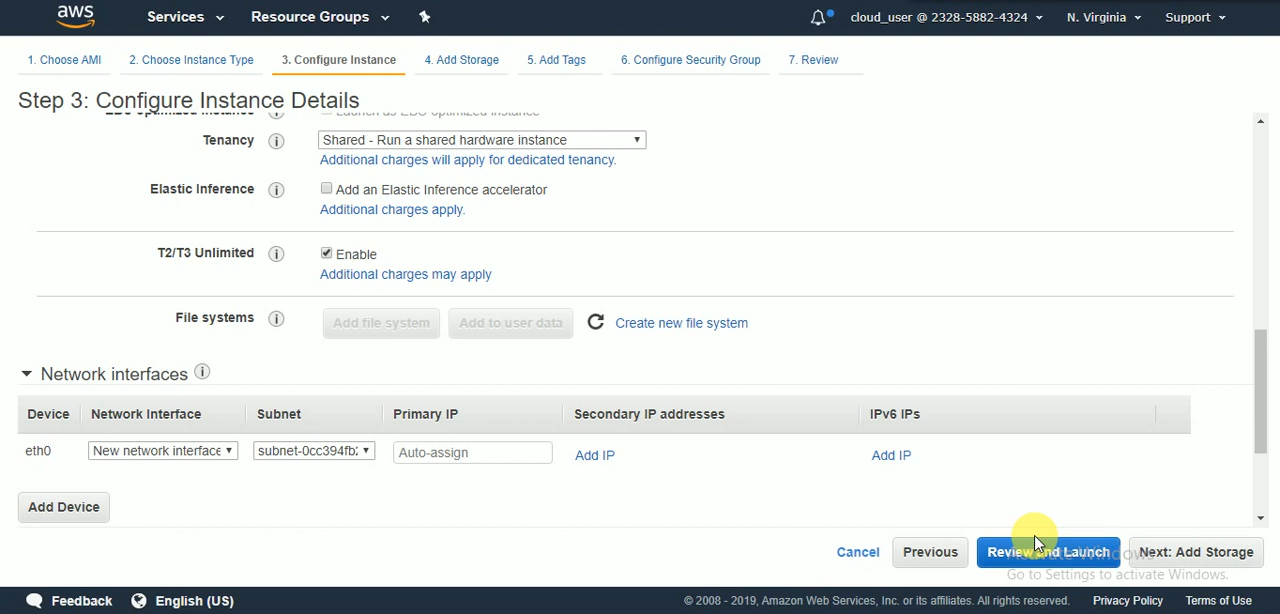 aws Services Resource Groups cloud_user @ 2328-5882-4324 N. Virginia Support
1. Choose AMI 2. Choose Instance Type 3. Configure Instance 4. Add Storage 5. Add Tags 6. Configure Security Group 7. Review
Step 3: Configure Instance Details
Tenancy Shared - Run a shared hardware instance
Additional charges will apply for dedicated tenancy.
Elastic Inference Add an Elastic Inference accelerator
Additional charges apply.
T2/T3 Unlimited Enable
Additional charges may apply
File systems Add file system Add to user data Create new file system
Network interfaces
Device Network Interface Subnet Primary IP Secondary IP addresses IPv6 IPs
eth0 New network interface Auto-assign Add IP Add IP
Add Device
Cancel Previous Review and Launch Next: Add Storage
Activate Windows
Go to Settings to activate Windows.
Feedback English (US) © 2008 - 2019, Amazon Web Services, Inc. or its affiliates. All rights reserved. Privacy Policy Terms of Use